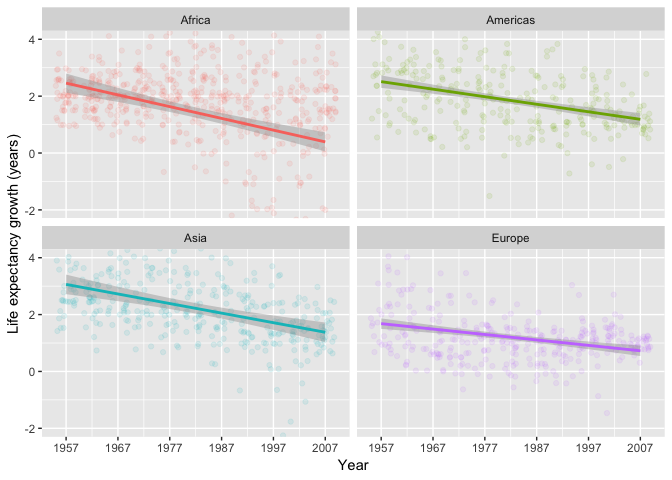 Africa
Americas
4
2
0
-2
Asia
Europe
4
2
0
-2
1957 1967 1977 1987 1997 2007
1957 1967 1977 1987 1997 2007
Year
Life expectancy growth (years)